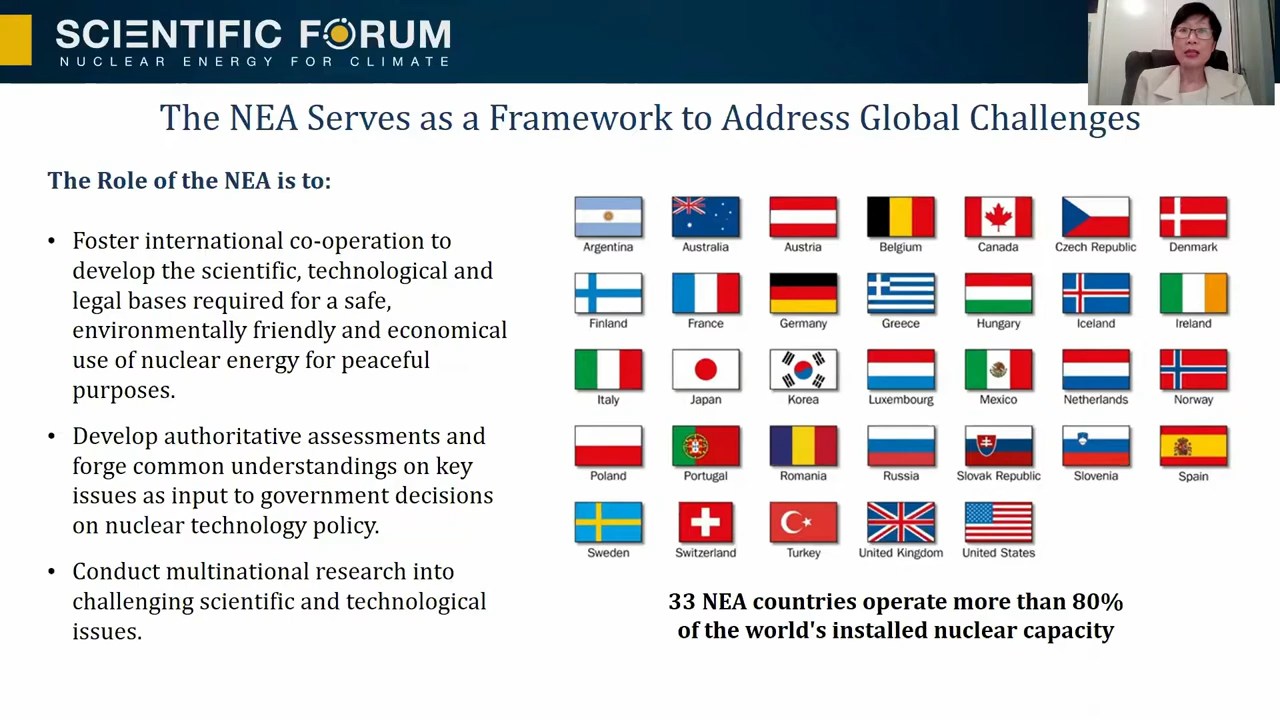 SCIENTIFIC FORUM
NUCLEAR ENERGY FOR CLIMATE
The NEA Serves as a Framework to Address Global Challenges
The Role of the NEA is to:
• Foster international co-operation to
develop the scientific, technological and
legal bases required for a safe,
environmentally friendly and economical
use of nuclear energy for peaceful
purposes.
• Develop authoritative assessments and
forge common understandings on key
issues as input to government decisions
on nuclear technology policy.
• Conduct multinational research into
challenging scientific and technological
issues.
Argentina Australia Austria Belgium Canada Czech Republic Denmark
Finland France Germany Greece Hungary Iceland Ireland
Italy Japan Korea Luxembourg Mexico Netherlands Norway
Poland Portugal Romania Russia Slovak Republic Slovenia Spain
Sweden Switzerland Turkey United Kingdom United States
33 NEA countries operate more than 80%
of the world's installed nuclear capacity